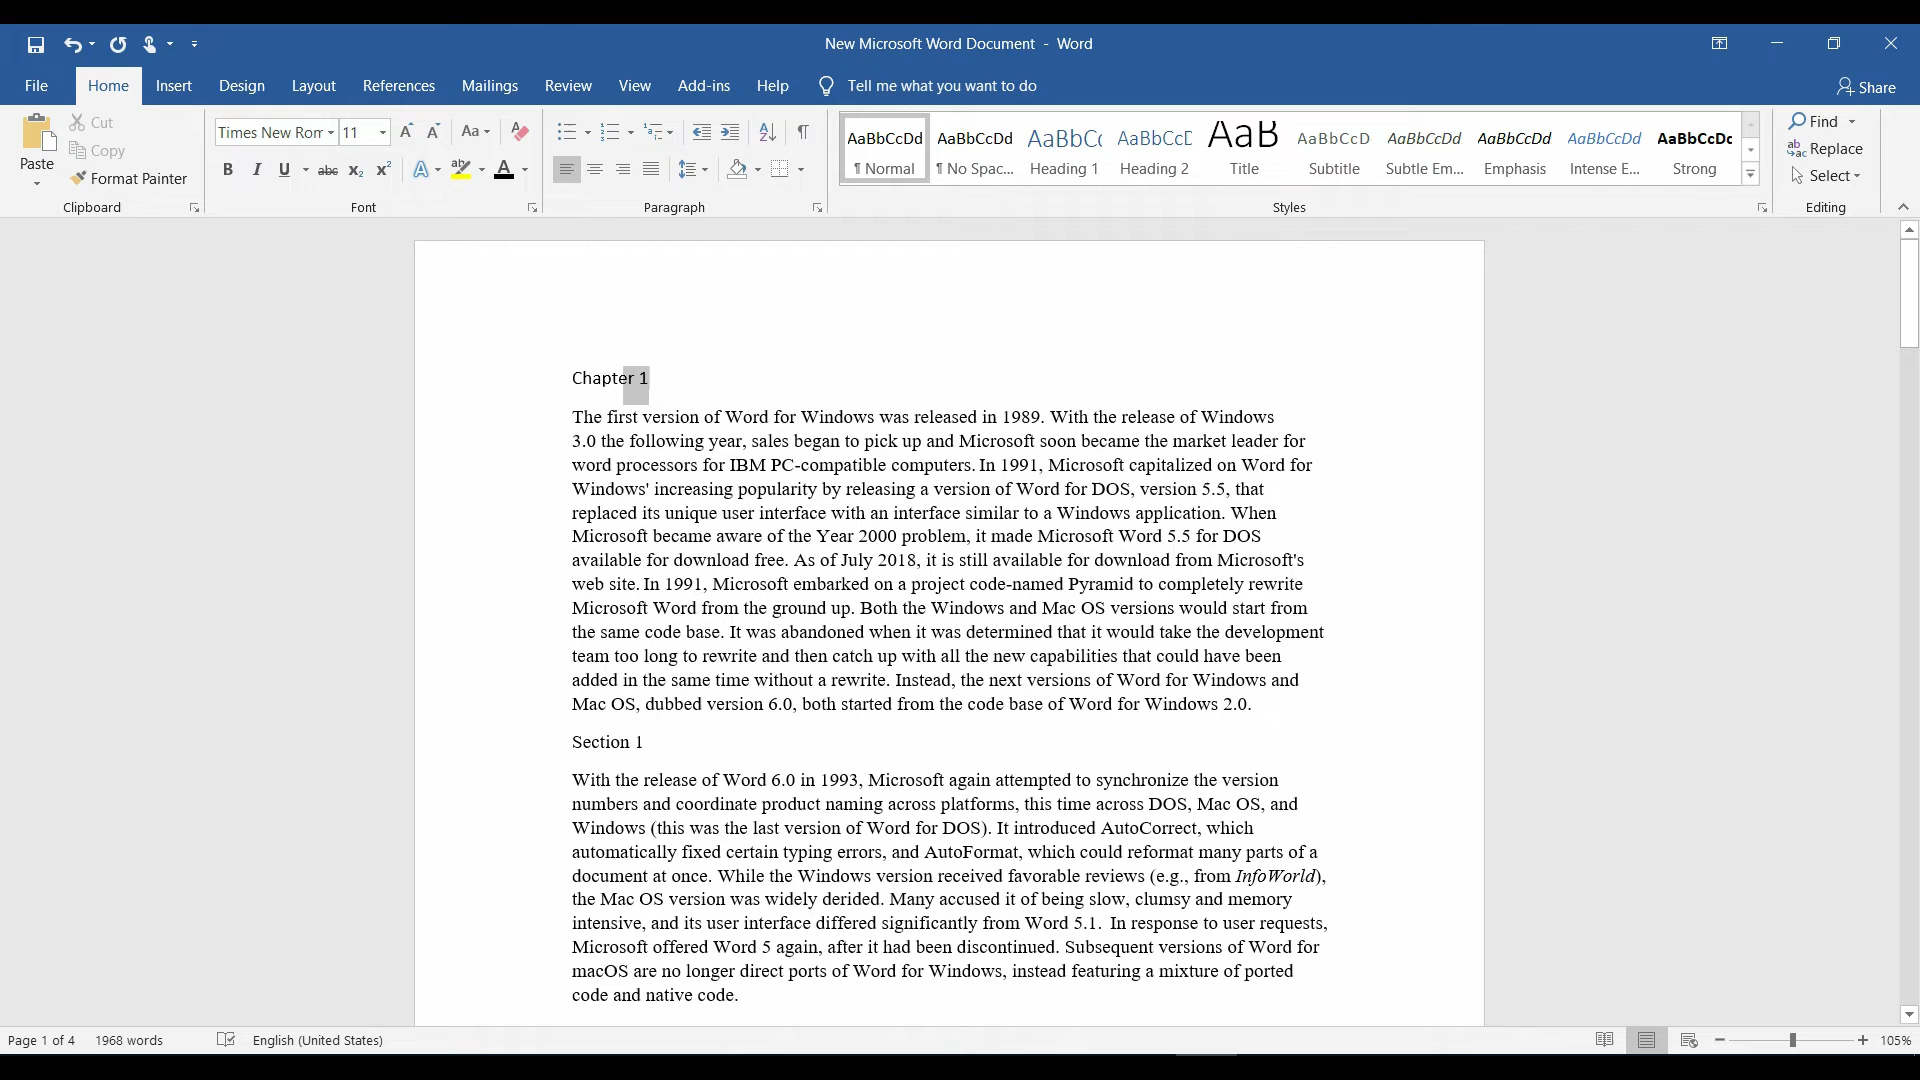 New Microsoft Word Document - Word
File Home Insert Design Layout References Mailings Review View Add-ins Help Tell me what you want to do Share
Paste
Cut
Copy
Format Painter
Clipboard
Times New Rom 11
Font
Paragraph
AaBbCcDd AaBbCcDd AaBbCc AaBbCcD AaB AaBbCcD AaBbCcDd AaBbCcDd AaBbCcDd AaBbCcDc
¶ Normal ¶ No Spac... Heading 1 Heading 2 Title Subtitle Subtle Em... Emphasis Intense E... Strong
Styles
Find
Replace
Select
Editing
Chapter 1
The first version of Word for Windows was released in 1989. With the release of Windows
3.0 the following year, sales began to pick up and Microsoft soon became the market leader for
word processors for IBM PC-compatible computers. In 1991, Microsoft capitalized on Word for
Windows' increasing popularity by releasing a version of Word for DOS, version 5.5, that
replaced its unique user interface with an interface similar to a Windows application. When
Microsoft became aware of the Year 2000 problem, it made Microsoft Word 5.5 for DOS
available for download free. As of July 2018, it is still available for download from Microsoft's
web site. In 1991, Microsoft embarked on a project code-named Pyramid to completely rewrite
Microsoft Word from the ground up. Both the Windows and Mac OS versions would start from
the same code base. It was abandoned when it was determined that it would take the development
team too long to rewrite and then catch up with all the new capabilities that could have been
added in the same time without a rewrite. Instead, the next versions of Word for Windows and
Mac OS, dubbed version 6.0, both started from the code base of Word for Windows 2.0.
Section 1
With the release of Word 6.0 in 1993, Microsoft again attempted to synchronize the version
numbers and coordinate product naming across platforms, this time across DOS, Mac OS, and
Windows (this was the last version of Word for DOS). It introduced AutoCorrect, which
automatically fixed certain typing errors, and AutoFormat, which could reformat many parts of a
document at once. While the Windows version received favorable reviews (e.g., from InfoWorld),
the Mac OS version was widely derided. Many accused it of being slow, clumsy and memory
intensive, and its user interface differed significantly from Word 5.1. In response to user requests,
Microsoft offered Word 5 again, after it had been discontinued. Subsequent versions of Word for
macOS are no longer direct ports of Word for Windows, instead featuring a mixture of ported
code and native code.
Page 1 of 4 1968 words English (United States) 105%